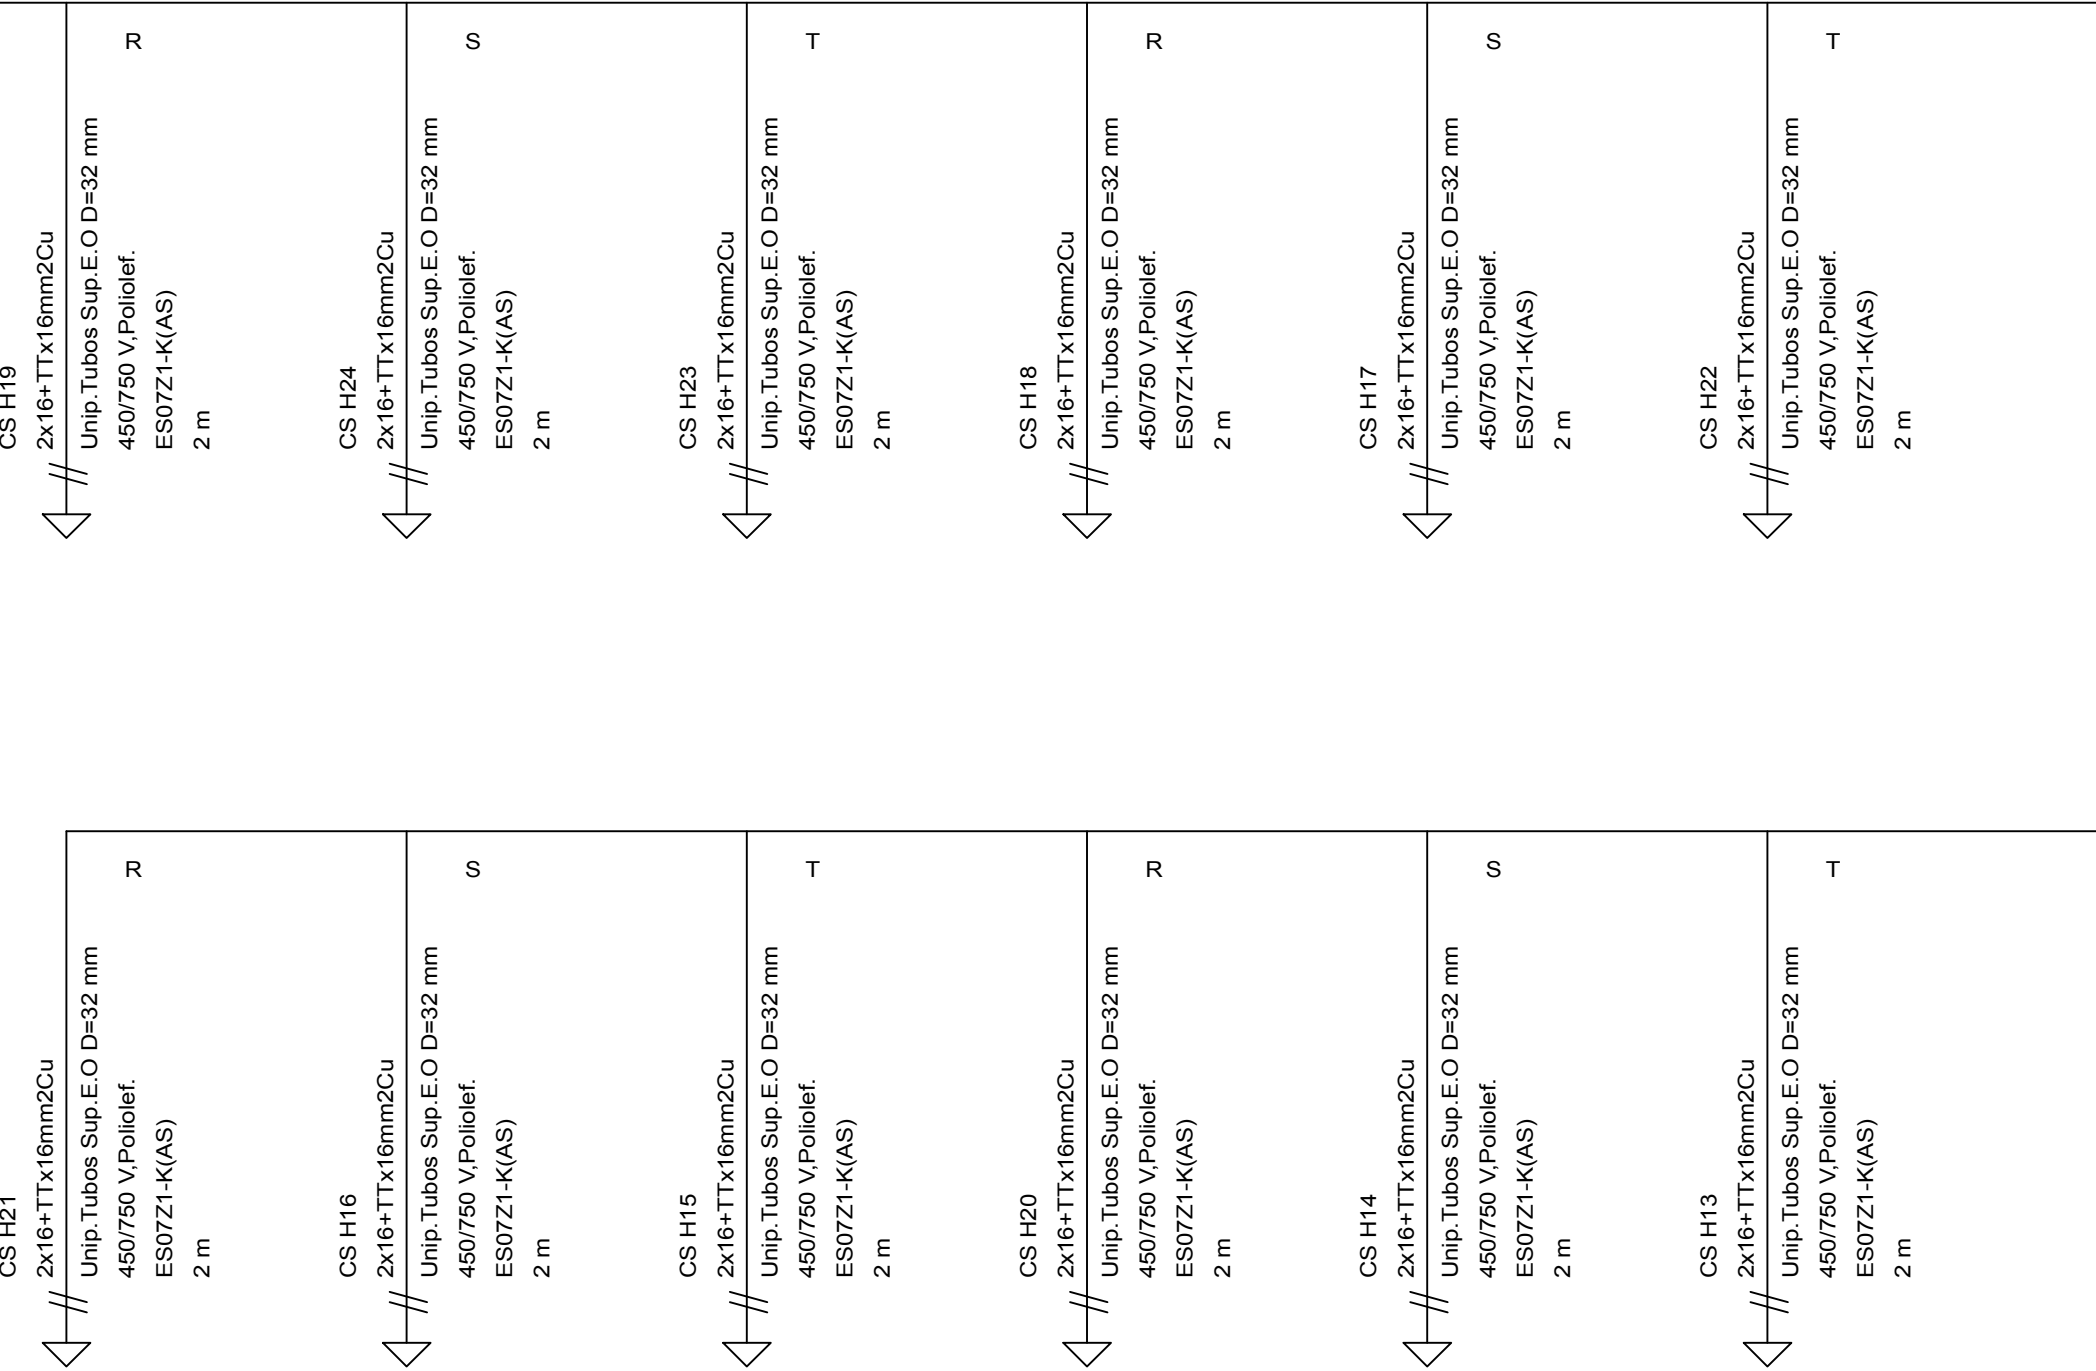 R
CS H19
2x16+TTx16mm2Cu
Unip.Tubos Sup.E.O D=32 mm
450/750 V,Poliolef.
ES07Z1-K(AS)
2 m
S
CS H24
2x16+TTx16mm2Cu
Unip.Tubos Sup.E.O D=32 mm
450/750 V,Poliolef.
ES07Z1-K(AS)
2 m
T
CS H23
2x16+TTx16mm2Cu
Unip.Tubos Sup.E.O D=32 mm
450/750 V,Poliolef.
ES07Z1-K(AS)
2 m
R
CS H18
2x16+TTx16mm2Cu
Unip.Tubos Sup.E.O D=32 mm
450/750 V,Poliolef.
ES07Z1-K(AS)
2 m
S
CS H17
2x16+TTx16mm2Cu
Unip.Tubos Sup.E.O D=32 mm
450/750 V,Poliolef.
ES07Z1-K(AS)
2 m
T
CS H22
2x16+TTx16mm2Cu
Unip.Tubos Sup.E.O D=32 mm
450/750 V,Poliolef.
ES07Z1-K(AS)
2 m
R
CS H21
2x16+TTx16mm2Cu
Unip.Tubos Sup.E.O D=32 mm
450/750 V,Poliolef.
ES07Z1-K(AS)
2 m
S
CS H16
2x16+TTx16mm2Cu
Unip.Tubos Sup.E.O D=32 mm
450/750 V,Poliolef.
ES07Z1-K(AS)
2 m
T
CS H15
2x16+TTx16mm2Cu
Unip.Tubos Sup.E.O D=32 mm
450/750 V,Poliolef.
ES07Z1-K(AS)
2 m
R
CS H20
2x16+TTx16mm2Cu
Unip.Tubos Sup.E.O D=32 mm
450/750 V,Poliolef.
ES07Z1-K(AS)
2 m
S
CS H14
2x16+TTx16mm2Cu
Unip.Tubos Sup.E.O D=32 mm
450/750 V,Poliolef.
ES07Z1-K(AS)
2 m
T
CS H13
2x16+TTx16mm2Cu
Unip.Tubos Sup.E.O D=32 mm
450/750 V,Poliolef.
ES07Z1-K(AS)
2 m